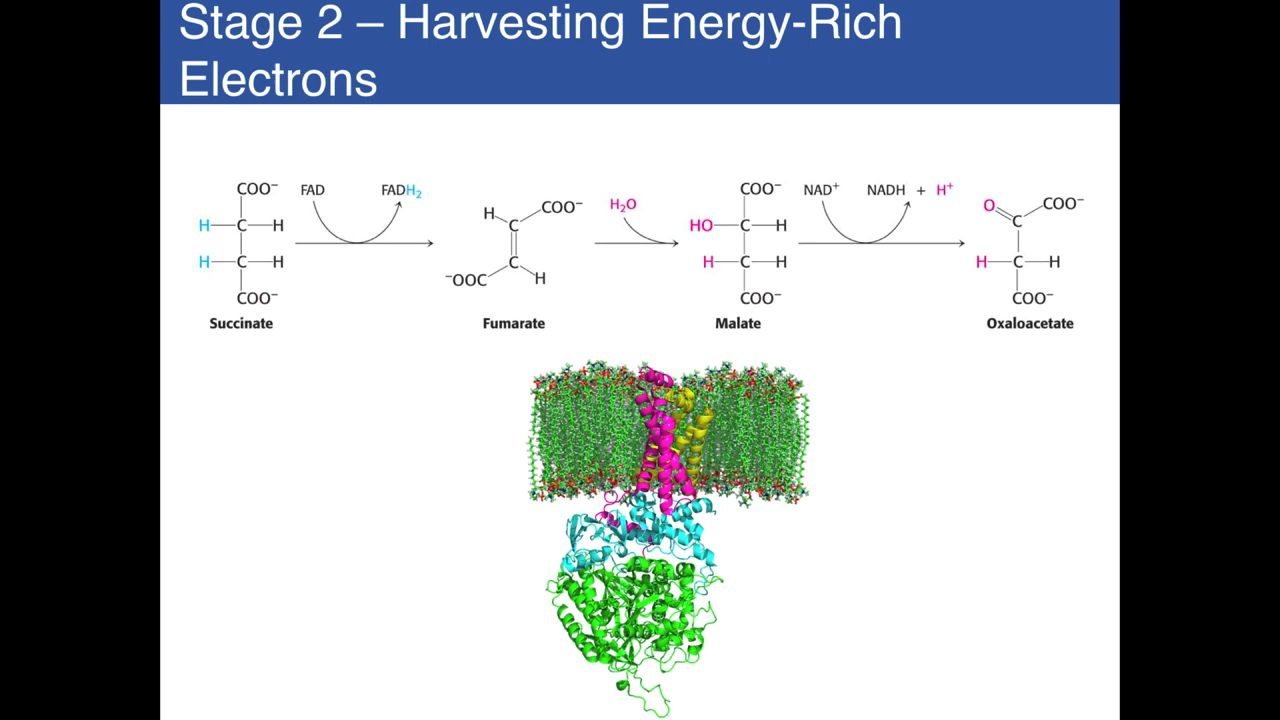 Stage 2 – Harvesting Energy-Rich
Electrons
COO⁻ FAD FADH₂ COO⁻ NAD⁺ NADH + H⁺
H COO⁻ H₂O O COO⁻
H C H C HO C H C
H C H C H C H H C H
⁻OOC H
COO⁻ COO⁻ COO⁻
Succinate Fumarate Malate Oxaloacetate